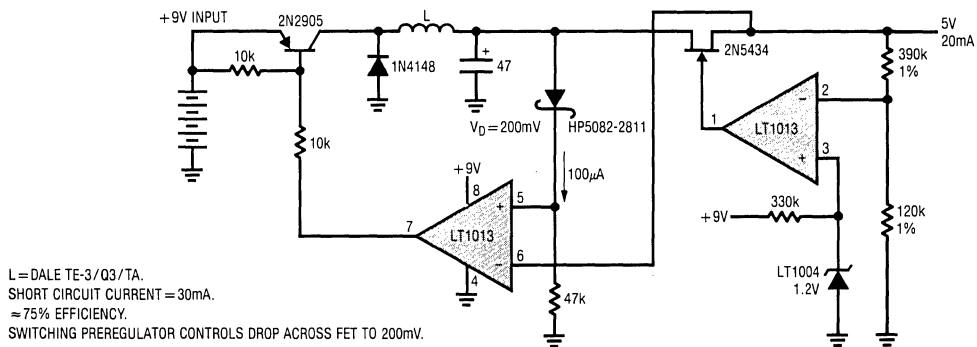 +9V INPUT
2N2905
L
5V
20mA
10k
1N4148
+
47
2N5434
390k
1%
10k
V_D = 200mV
HP5082-2811
1
LT1013
−
2
+
3
100µA
+9V
8
7
LT1013
+
5
−
6
4
47k
+9V
330k
120k
1%
LT1004
1.2V
L = DALE TE-3/Q3/TA.
SHORT CIRCUIT CURRENT = 30mA.
≈ 75% EFFICIENCY.
SWITCHING PREREGULATOR CONTROLS DROP ACROSS FET TO 200mV.